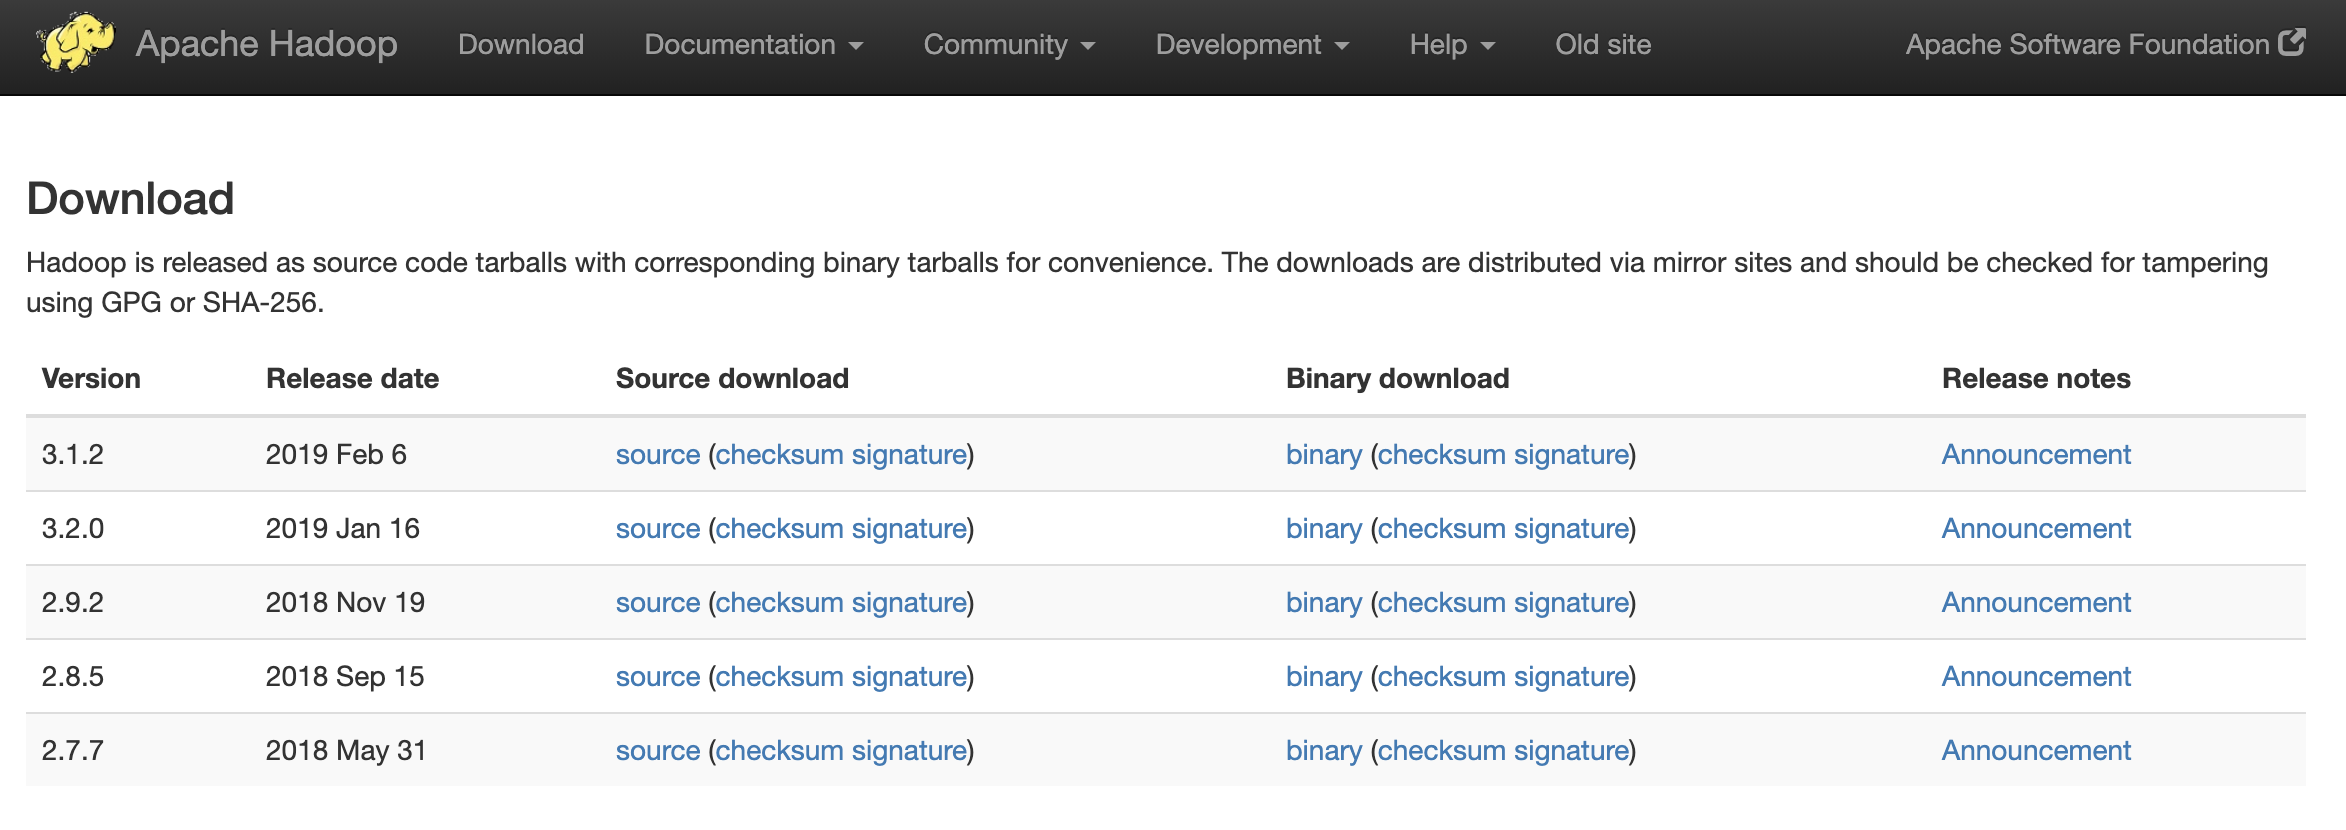 Apache Hadoop Download Documentation Community Development Help Old site Apache Software Foundation
Download
Hadoop is released as source code tarballs with corresponding binary tarballs for convenience. The downloads are distributed via mirror sites and should be checked for tampering
using GPG or SHA-256.
Version Release date Source download Binary download Release notes
3.1.2 2019 Feb 6 source (checksum signature) binary (checksum signature) Announcement
3.2.0 2019 Jan 16 source (checksum signature) binary (checksum signature) Announcement
2.9.2 2018 Nov 19 source (checksum signature) binary (checksum signature) Announcement
2.8.5 2018 Sep 15 source (checksum signature) binary (checksum signature) Announcement
2.7.7 2018 May 31 source (checksum signature) binary (checksum signature) Announcement